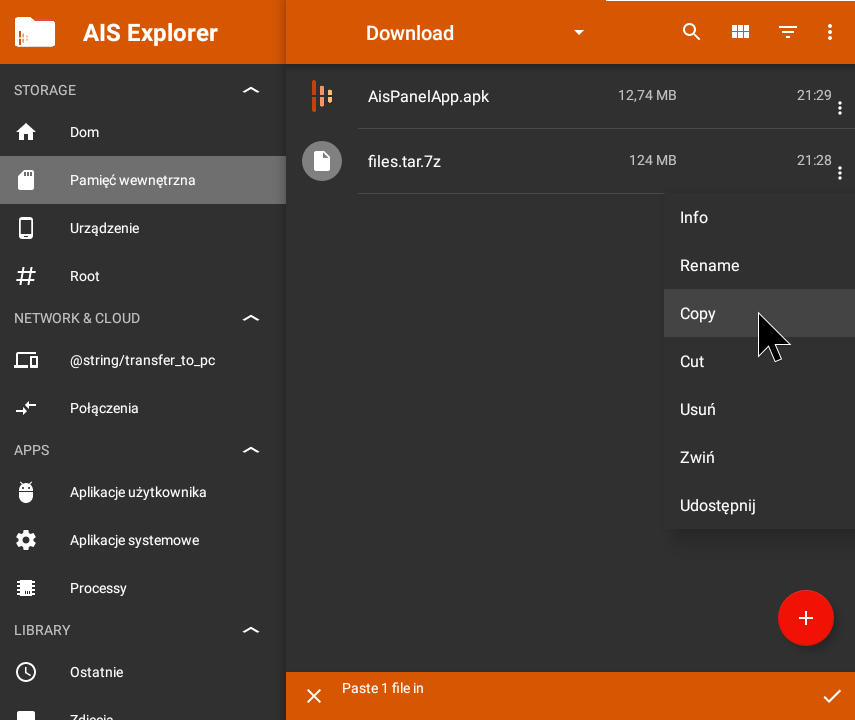 AIS Explorer
STORAGE
Dom
Pamięć wewnętrzna
Urządzenie
Root
NETWORK & CLOUD
@string/transfer_to_pc
Połączenia
APPS
Aplikacje użytkownika
Aplikacje systemowe
Processy
LIBRARY
Ostatnie
Zdjęcia
Download
AisPanelApp.apk 12,74 MB 21:29
files.tar.7z 124 MB 21:28
Info
Rename
Copy
Cut
Usuń
Zwiń
Udostępnij
Paste 1 file in